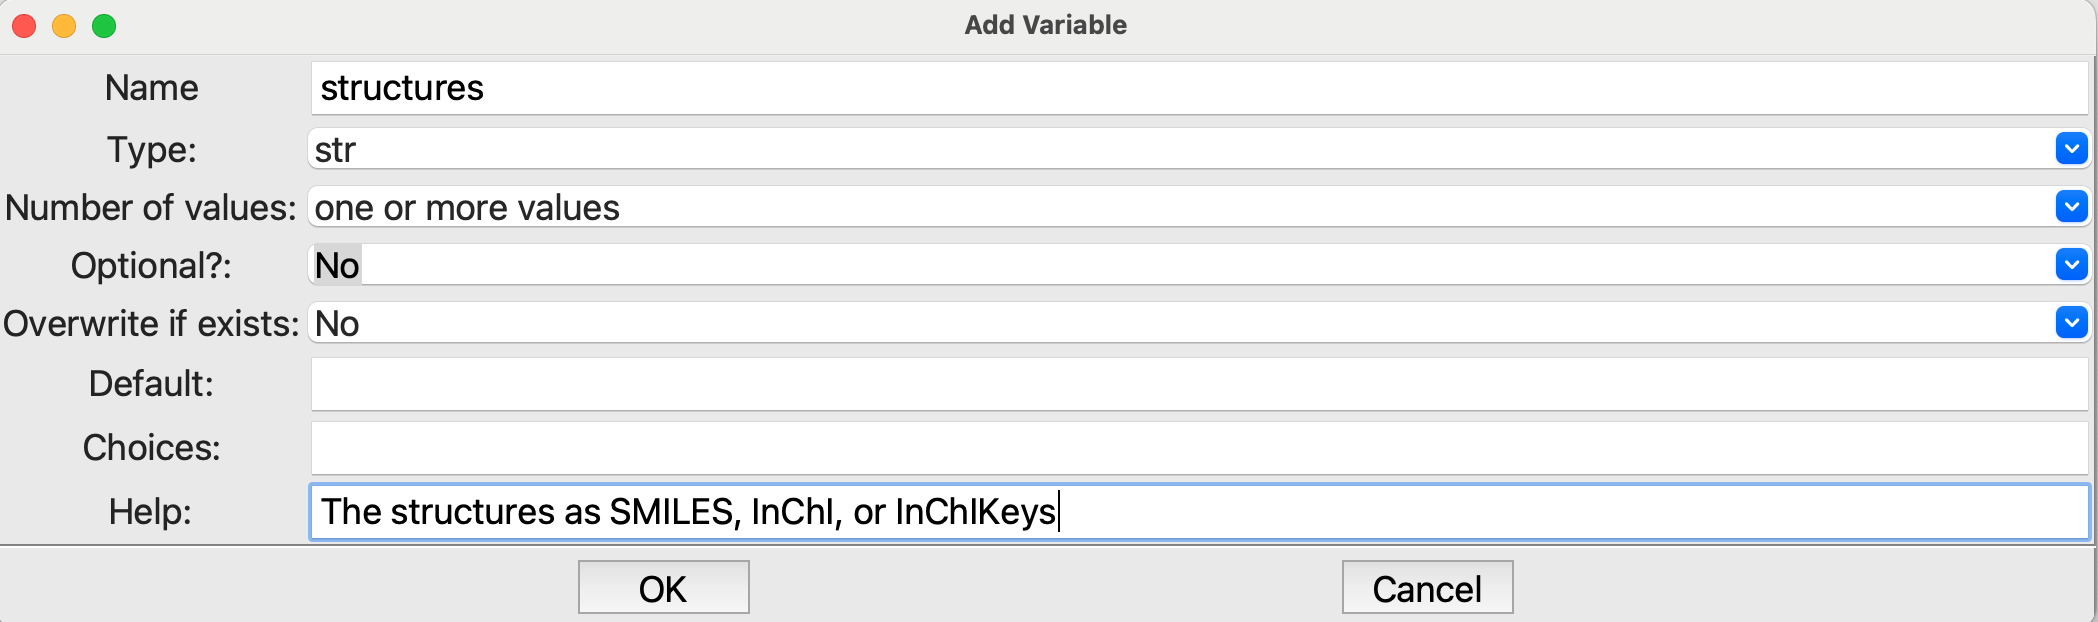 Add Variable
Name structures
Type: str
Number of values: one or more values
Optional?: No
Overwrite if exists: No
Default:
Choices:
Help: The structures as SMILES, InChI, or InChIKeys
OK Cancel